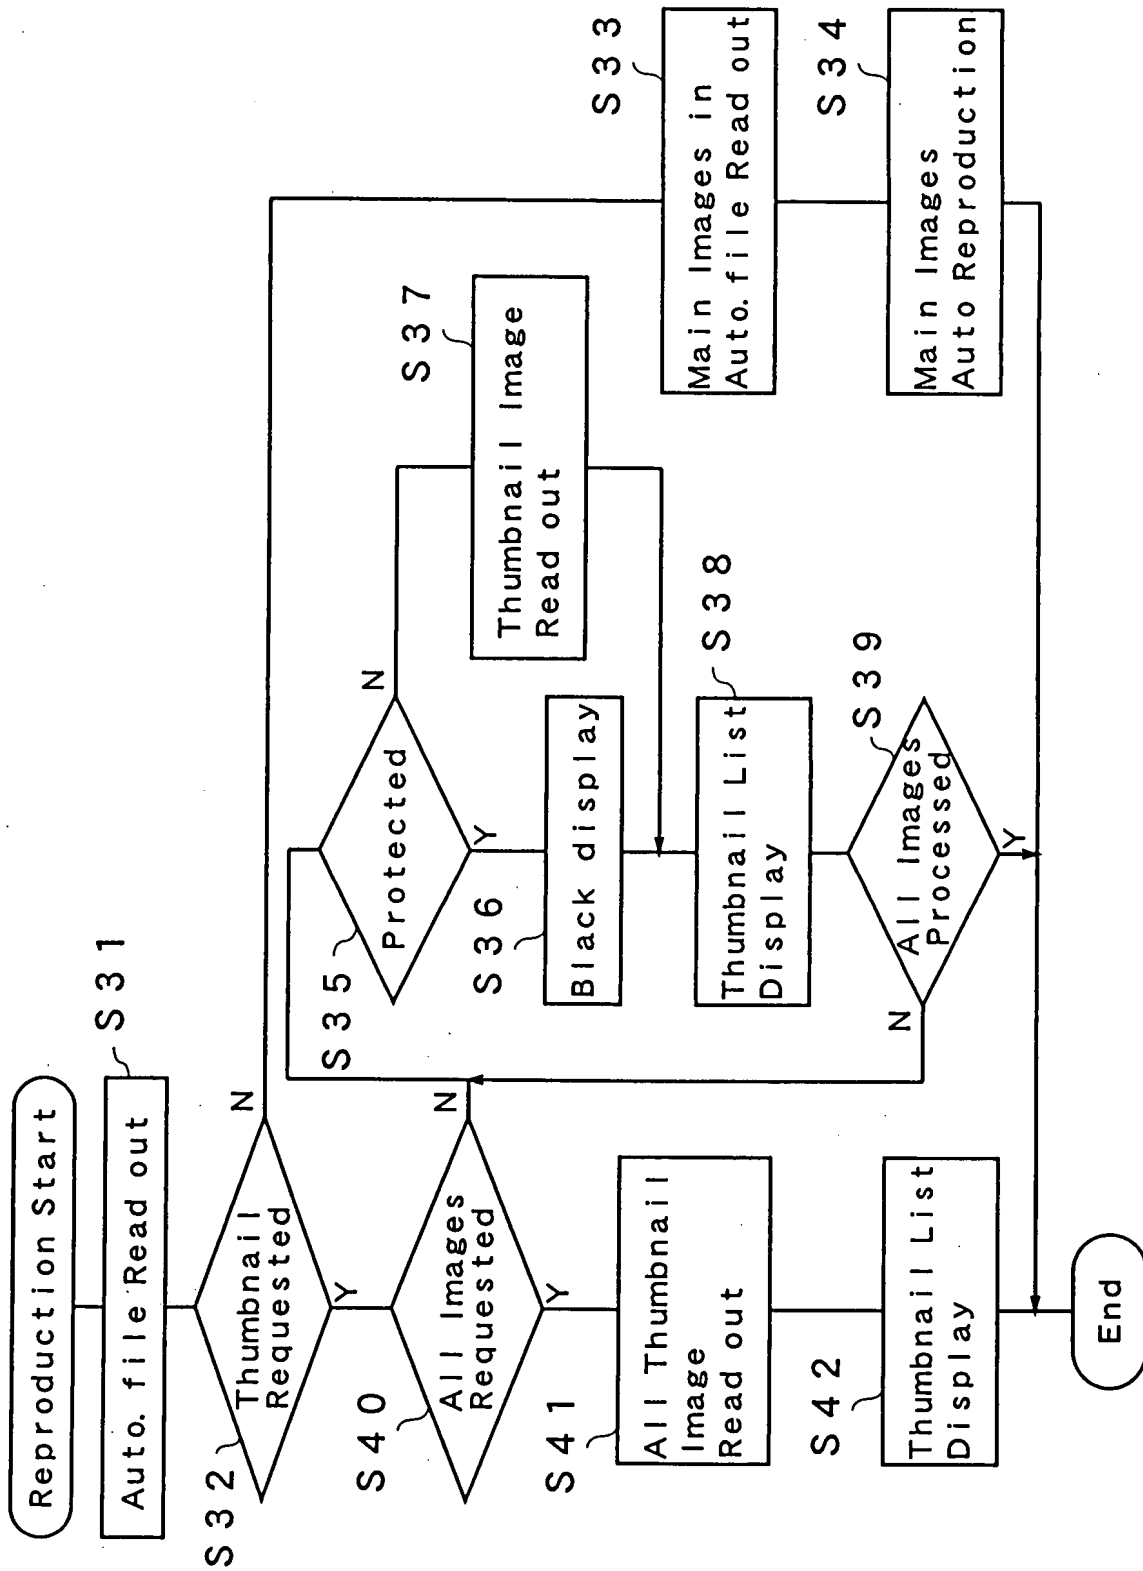 Reproduction Start
S31
Auto. file Read out
S32
Thumbnail
Requested
N
Y
S40
All Images
Requested
N
Y
S41
All Thumbnail
Image
Read out
S42
Thumbnail List
Display
End
S35
Protected
N
Y
S36
Black display
S37
Thumbnail Image
Read out
S38
Thumbnail List
Display
S39
All Images
Processed
N
Y
S33
Main Images in
Auto. file Read out
S34
Main Images
Auto Reproduction